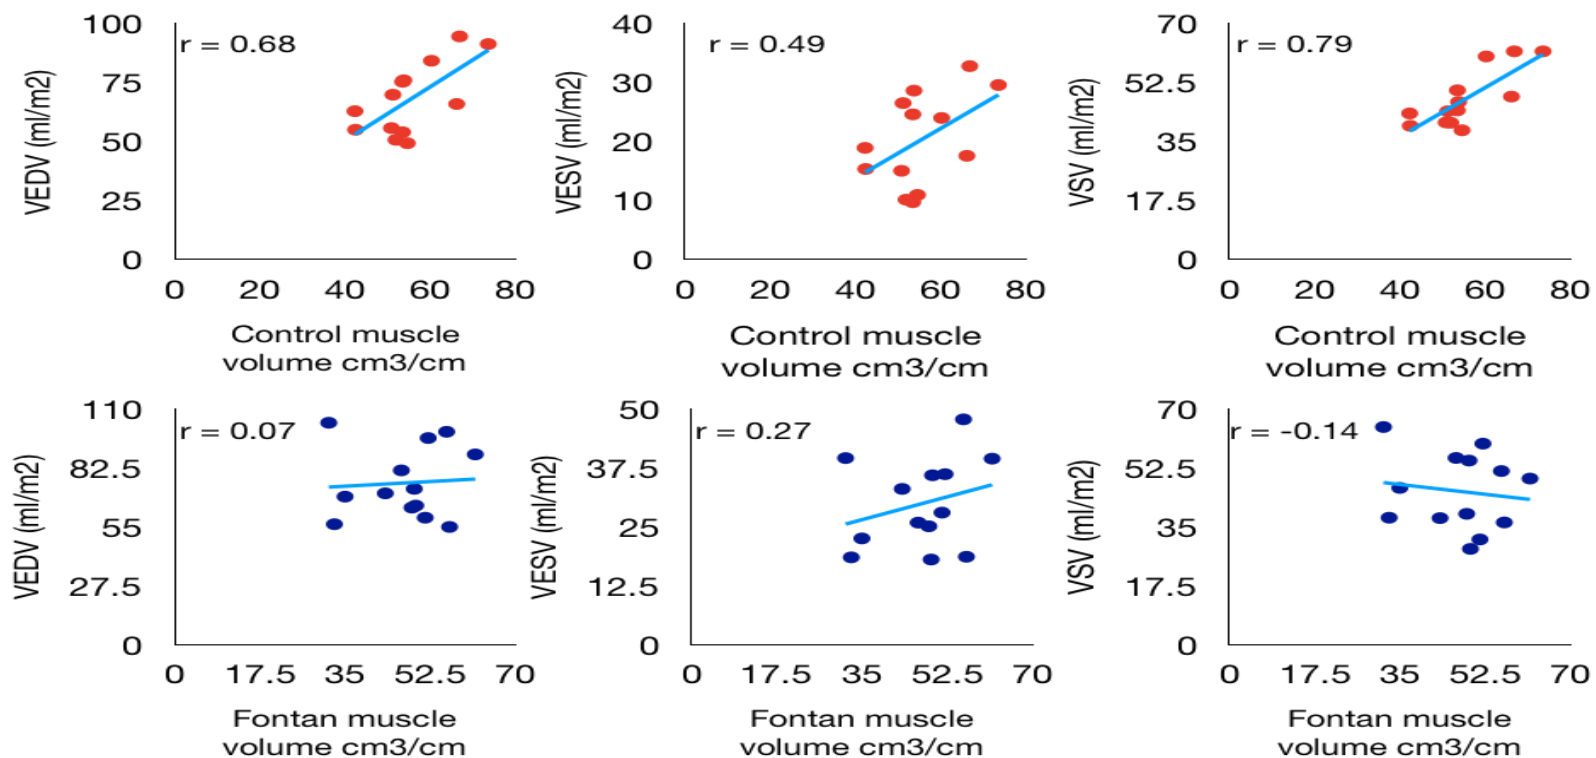 100
75
50
25
0
VEDV (ml/m2)
r = 0.68
0 20 40 60 80
Control muscle
volume cm3/cm
40
30
20
10
0
VESV (ml/m2)
r = 0.49
0 20 40 60 80
Control muscle
volume cm3/cm
70
52.5
35
17.5
0
VSV (ml/m2)
r = 0.79
0 20 40 60 80
Control muscle
volume cm3/cm
110
82.5
55
27.5
0
VEDV (ml/m2)
r = 0.07
0 17.5 35 52.5 70
Fontan muscle
volume cm3/cm
50
37.5
25
12.5
0
VESV (ml/m2)
r = 0.27
0 17.5 35 52.5 70
Fontan muscle
volume cm3/cm
70
52.5
35
17.5
0
VSV (ml/m2)
r = -0.14
0 17.5 35 52.5 70
Fontan muscle
volume cm3/cm